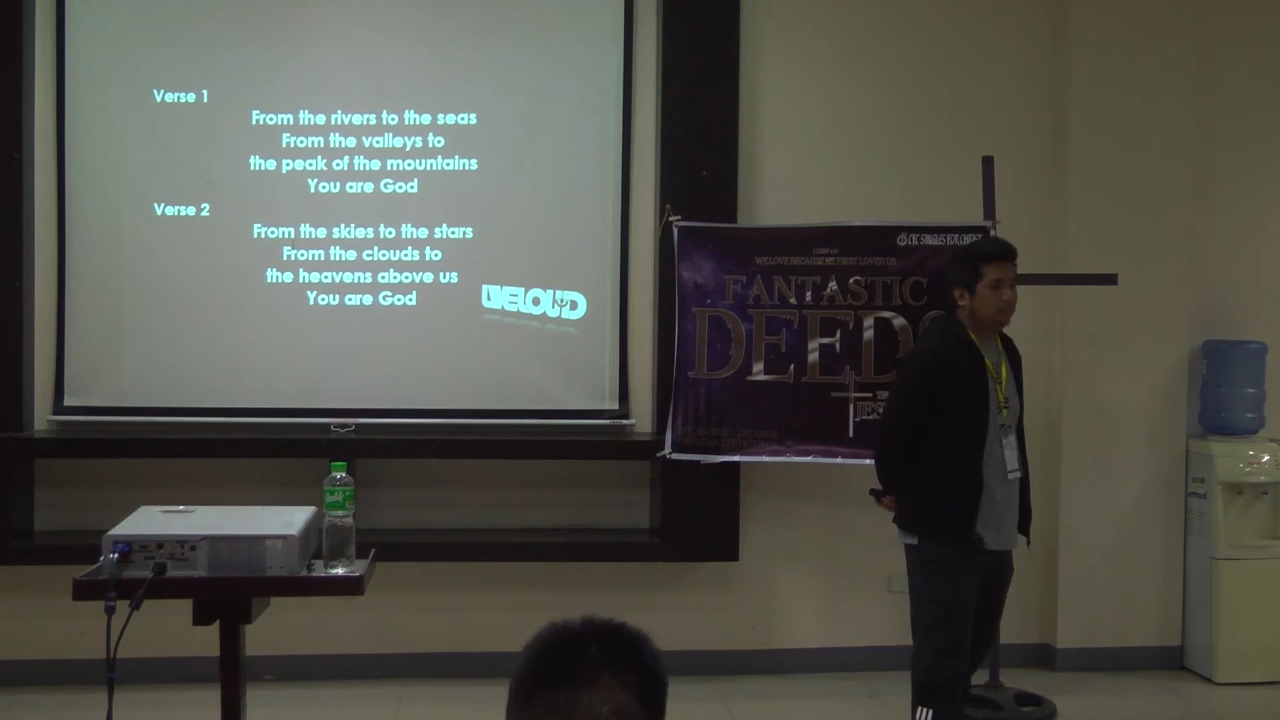 Verse 1
From the rivers to the seas
From the valleys to
the peak of the mountains
You are God
Verse 2
From the skies to the stars
From the clouds to
the heavens above us
You are God
LIVELOUD
CFC SINGLES FOR CHRIST
WE LOVE BECAUSE HE FIRST LOVED US
FANTASTIC
DEEDS